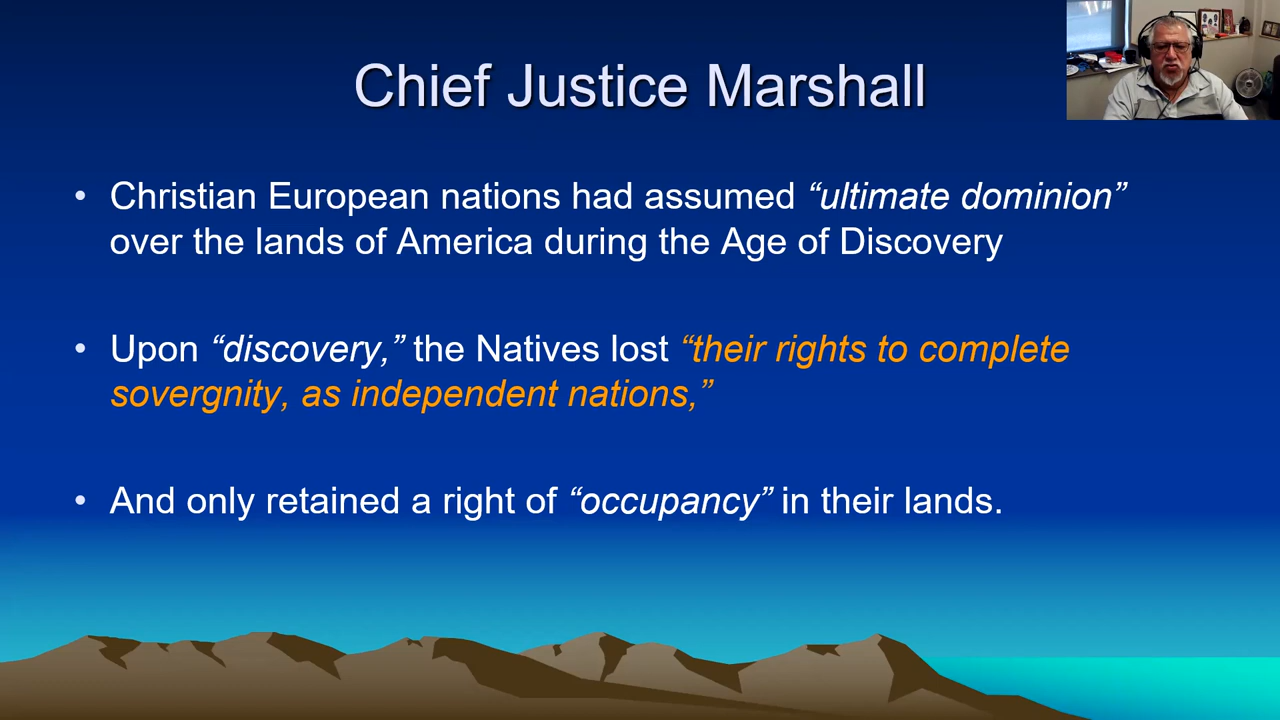 Chief Justice Marshall
• Christian European nations had assumed “ultimate dominion”
over the lands of America during the Age of Discovery
• Upon “discovery,” the Natives lost “their rights to complete
sovergnity, as independent nations,”
• And only retained a right of “occupancy” in their lands.